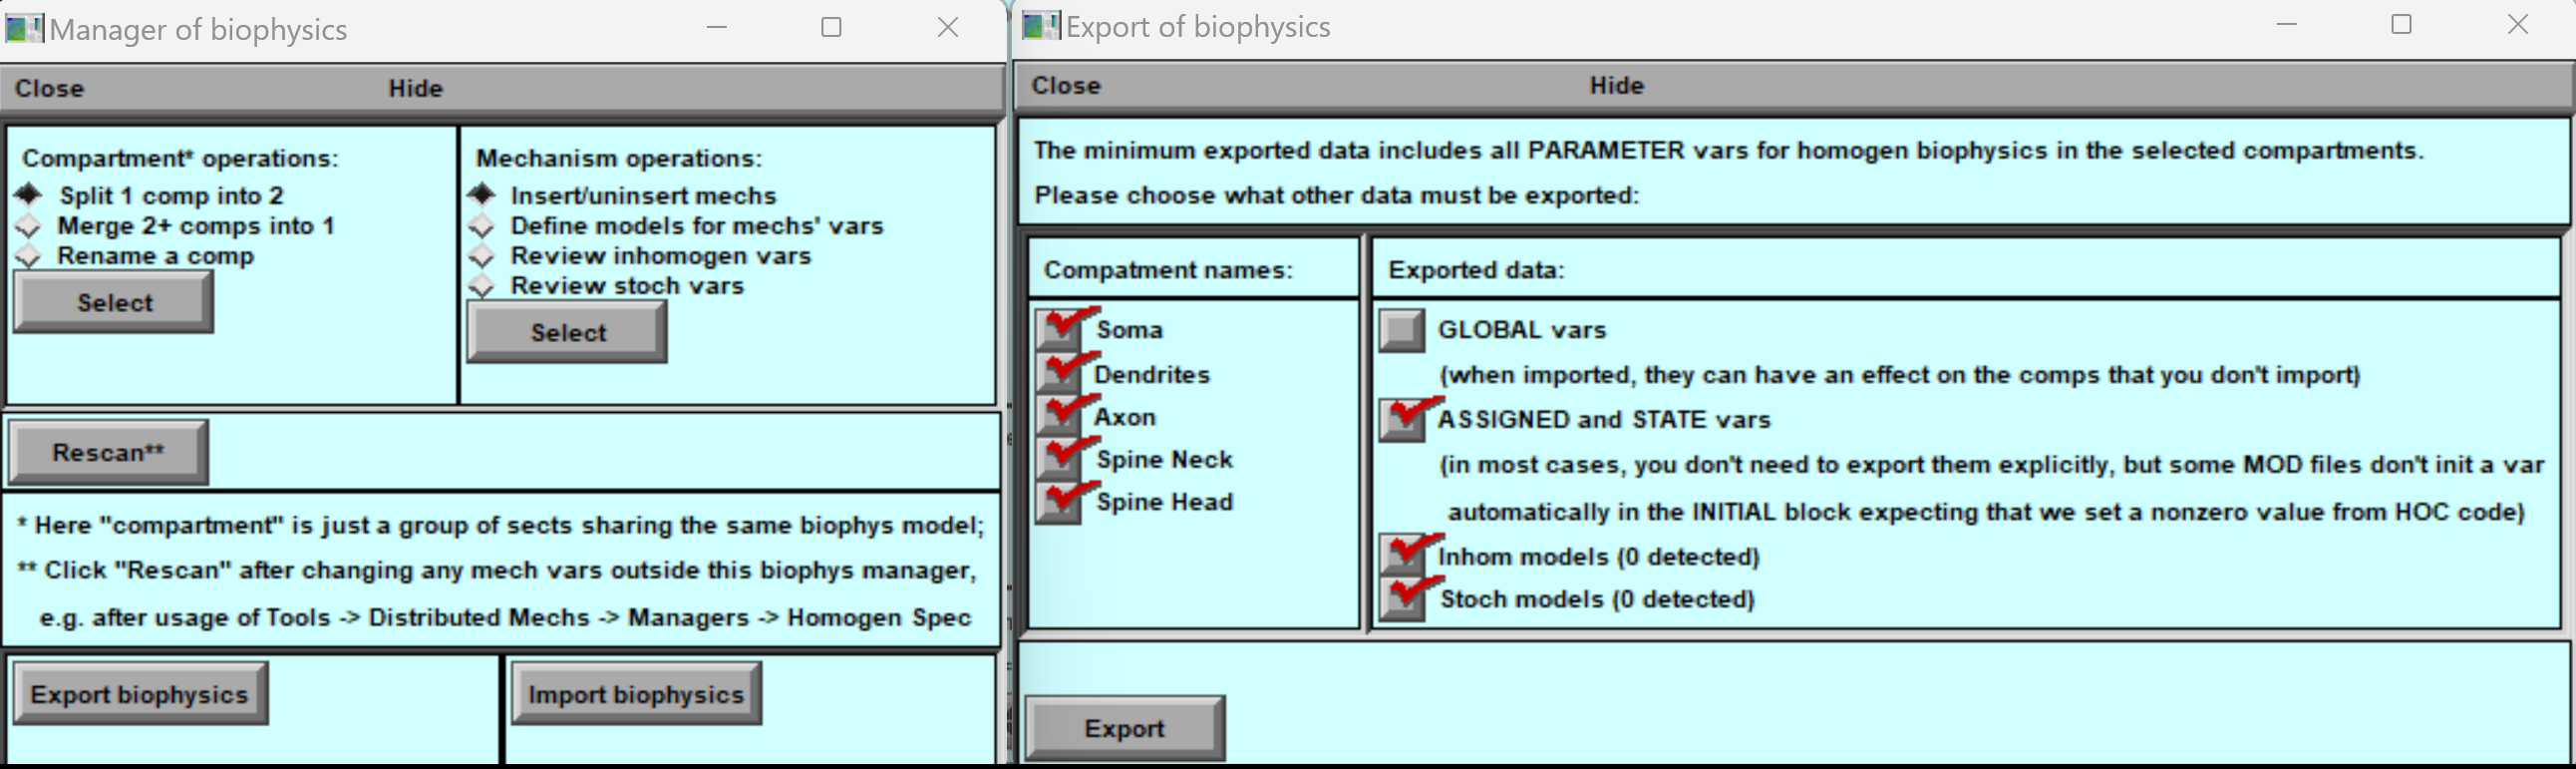 Manager of biophysics
Close Hide
Compartment* operations:
Split 1 comp into 2
Merge 2+ comps into 1
Rename a comp
Select
Mechanism operations:
Insert/uninsert mechs
Define models for mechs' vars
Review inhomogen vars
Review stoch vars
Select
Rescan**
* Here "compartment" is just a group of sects sharing the same biophys model;
** Click "Rescan" after changing any mech vars outside this biophys manager,
e.g. after usage of Tools -> Distributed Mechs -> Managers -> Homogen Spec
Export biophysics
Import biophysics
Export of biophysics
Close Hide
The minimum exported data includes all PARAMETER vars for homogen biophysics in the selected compartments.
Please choose what other data must be exported:
Compatment names:
Soma
Dendrites
Axon
Spine Neck
Spine Head
Exported data:
GLOBAL vars
(when imported, they can have an effect on the comps that you don't import)
ASSIGNED and STATE vars
(in most cases, you don't need to export them explicitly, but some MOD files don't init a var
automatically in the INITIAL block expecting that we set a nonzero value from HOC code)
Inhom models (0 detected)
Stoch models (0 detected)
Export